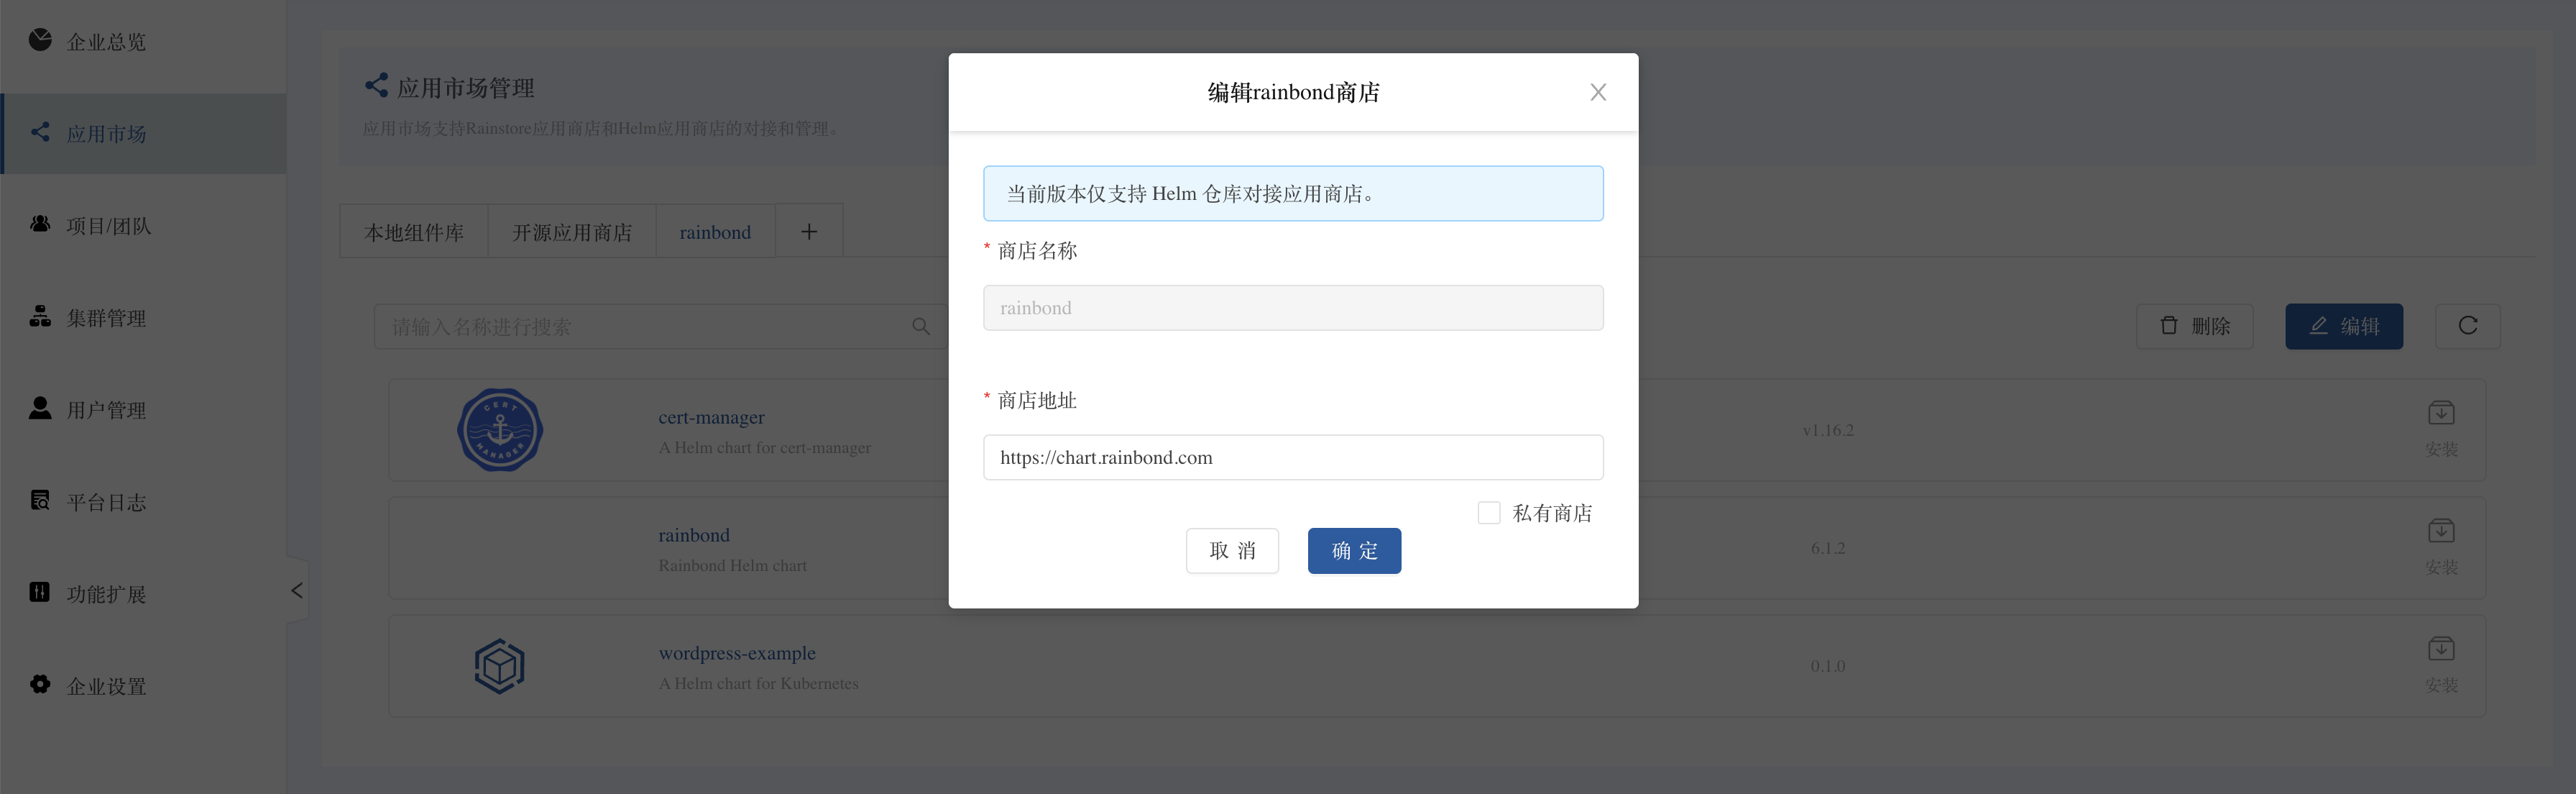 企业总览
应用市场
项目/团队
集群管理
用户管理
平台日志
功能扩展
企业设置
应用市场管理
应用市场支持Rainstore应用商店和Helm应用商店的对接和管理。
本地组件库
开源应用商店
rainbond
请输入名称进行搜索
删除
编辑
CERT
MANAGER
cert-manager
A Helm chart for cert-manager
v1.16.2
安装
rainbond
Rainbond Helm chart
6.1.2
安装
wordpress-example
A Helm chart for Kubernetes
0.1.0
安装
编辑rainbond商店
当前版本仅支持 Helm 仓库对接应用商店。
* 商店名称
rainbond
* 商店地址
https://chart.rainbond.com
私有商店
取 消
确 定